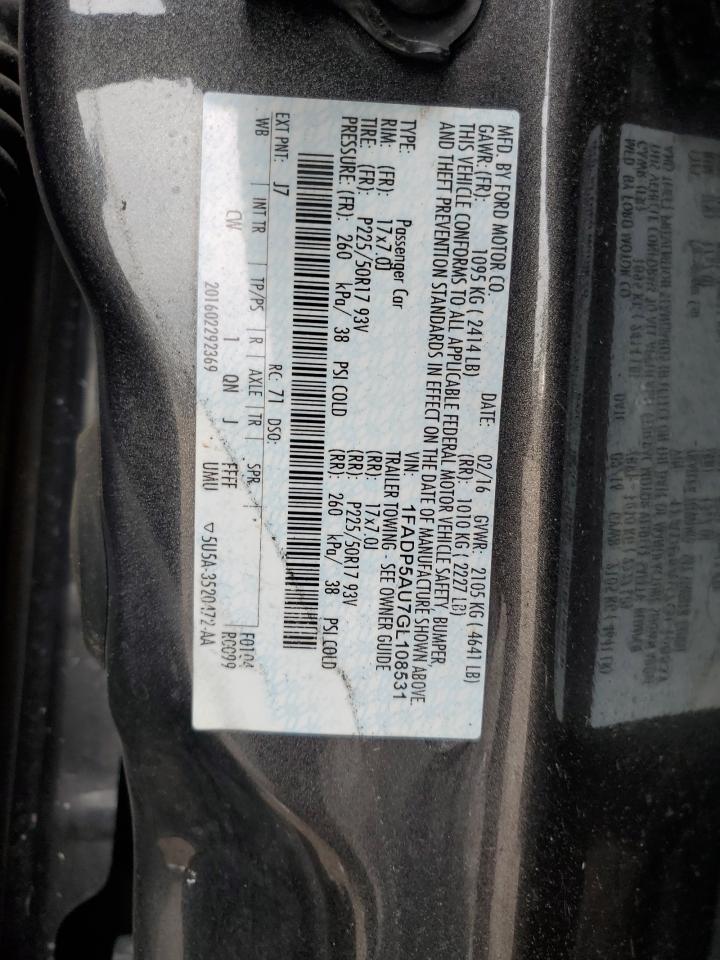 MFD. BY FORD MOTOR CO. DATE: 02/16 GVWR: 2105 KG ( 4641 LB)
GAWR: (FR): 1095 KG ( 2414 LB) (RR): 1010 KG ( 2227 LB)
THIS VEHICLE CONFORMS TO ALL APPLICABLE FEDERAL MOTOR VEHICLE SAFETY, BUMPER,
AND THEFT PREVENTION STANDARDS IN EFFECT ON THE DATE OF MANUFACTURE SHOWN ABOVE
VIN: 1FADP5AU7GL108531
TYPE: Passenger Car TRAILER TOWING - SEE OWNER GUIDE
RIM: (FR): 17x7.0J (RR): 17x7.0J
TIRE: (FR): P225/50R17 93V (RR): P225/50R17 93V
PRESSURE: (FR): 260 kPa/ 38 PSI COLD (RR): 260 kPa/ 38 PSI COLD
EXT PNT: J7 RC: 71 DSO:
WB INT TR TP/PS R AXLE TR SPR
CW 1 QN J FFFF
201602292369 UMU ▽5U5A-3520472-AA